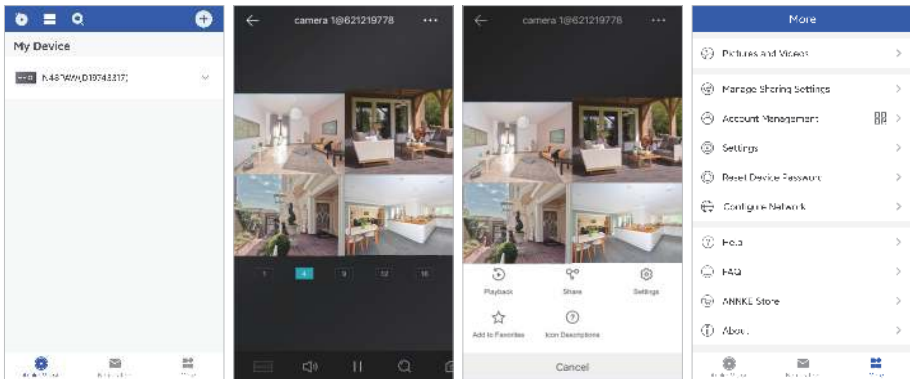 My Device
camera 1@621219778
1 4 9 12 16
camera 1@621219778
Playback Share Settings
Add to Favorites Icon Descriptions
Cancel
More
Pictures and Videos
Manage Sharing Settings
Account Management
Settings
Reset Device Password
Configure Network
Help
FAQ
ANNKE Store
About
More